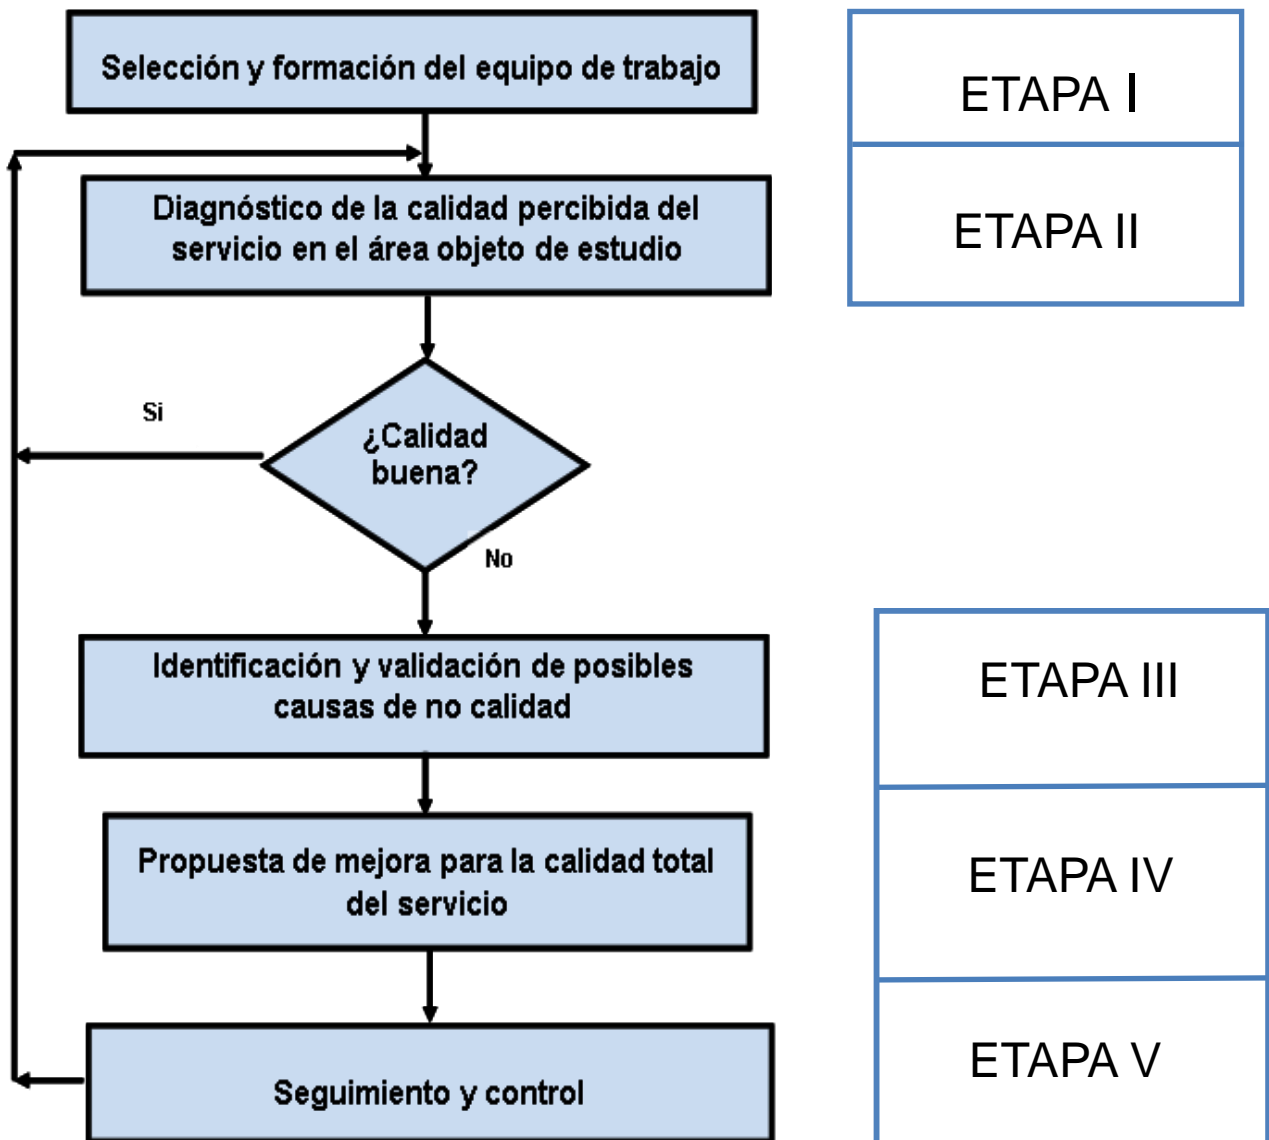 Selección y formación del equipo de trabajo
ETAPA I
Diagnóstico de la calidad percibida del
servicio en el área objeto de estudio
ETAPA II
Si
¿Calidad
buena?
No
Identificación y validación de posibles
causas de no calidad
ETAPA III
Propuesta de mejora para la calidad total
del servicio
ETAPA IV
Seguimiento y control
ETAPA V